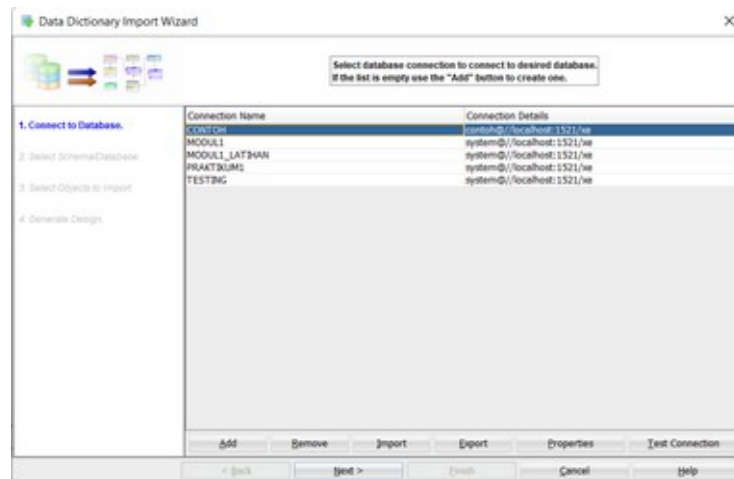 Data Dictionary Import Wizard
Select database connection to connect to desired database.
If the list is empty use the "Add" button to create one.
1. Connect to Database.
2. Select Schema/Database
3. Select Objects to Import
4. Generate Design
Connection Name Connection Details
CONTOH contoh@//localhost:1521/xe
MODUL1 system@//localhost:1521/xe
MODUL1_LATIHAN system@//localhost:1521/xe
PRAKTIKUM1 system@//localhost:1521/xe
TESTING system@//localhost:1521/xe
Add Remove Import Export Properties Test Connection
< Back Next > Finish Cancel Help